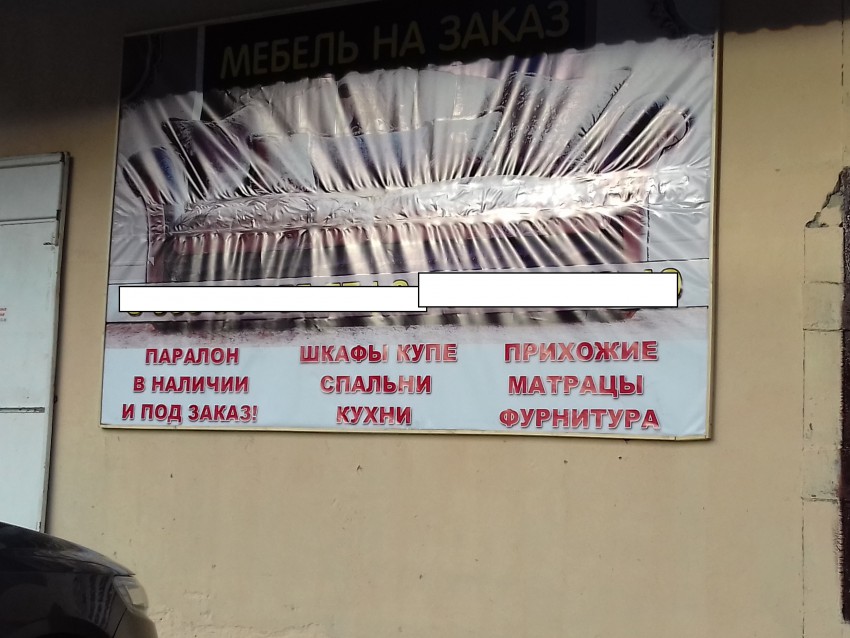 МЕБЕЛЬ НА ЗАКАЗ
ПАРАЛОН
В НАЛИЧИИ
И ПОД ЗАКАЗ!
ШКАФЫ КУПЕ
СПАЛЬНИ
КУХНИ
ПРИХОЖИЕ
МАТРАЦЫ
ФУРНИТУРА